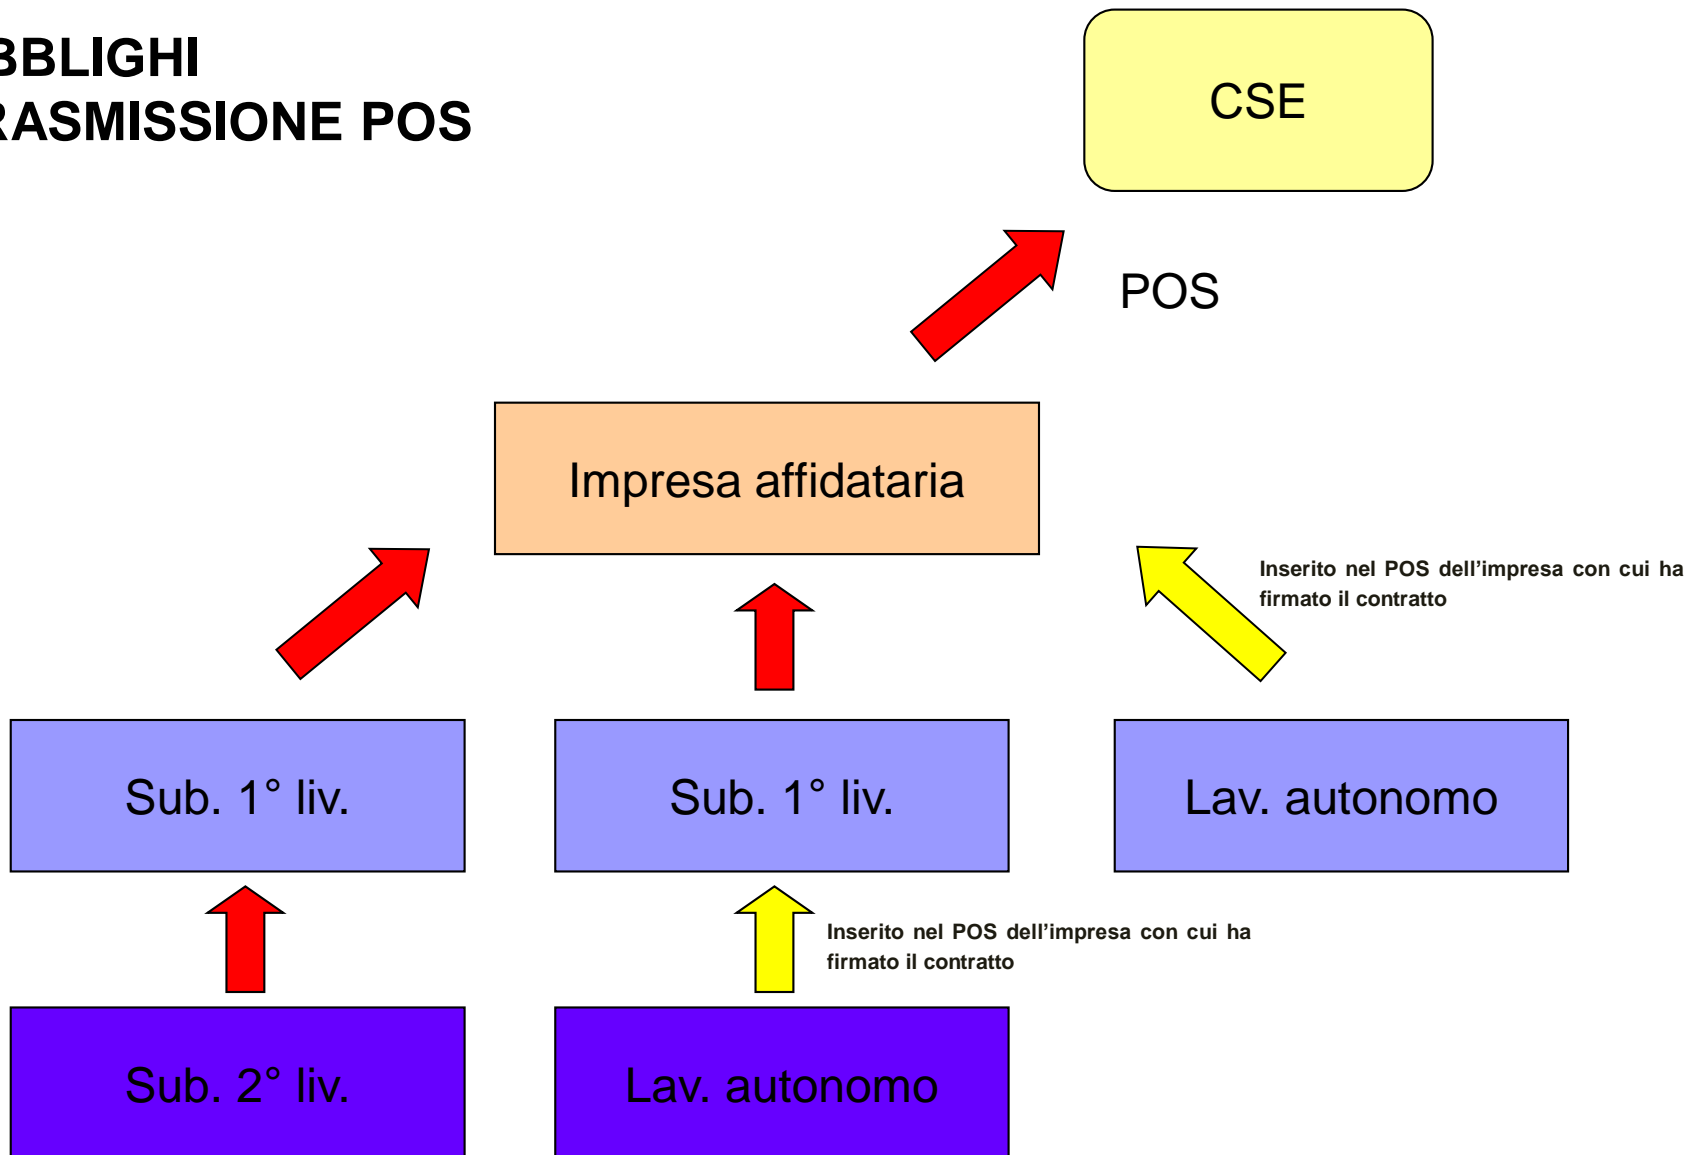 BBLIGHI
RASMISSIONE POS
CSE
POS
Impresa affidataria
Inserito nel POS dell’impresa con cui ha
firmato il contratto
Sub. 1° liv.
Sub. 1° liv.
Lav. autonomo
Inserito nel POS dell’impresa con cui ha
firmato il contratto
Sub. 2° liv.
Lav. autonomo